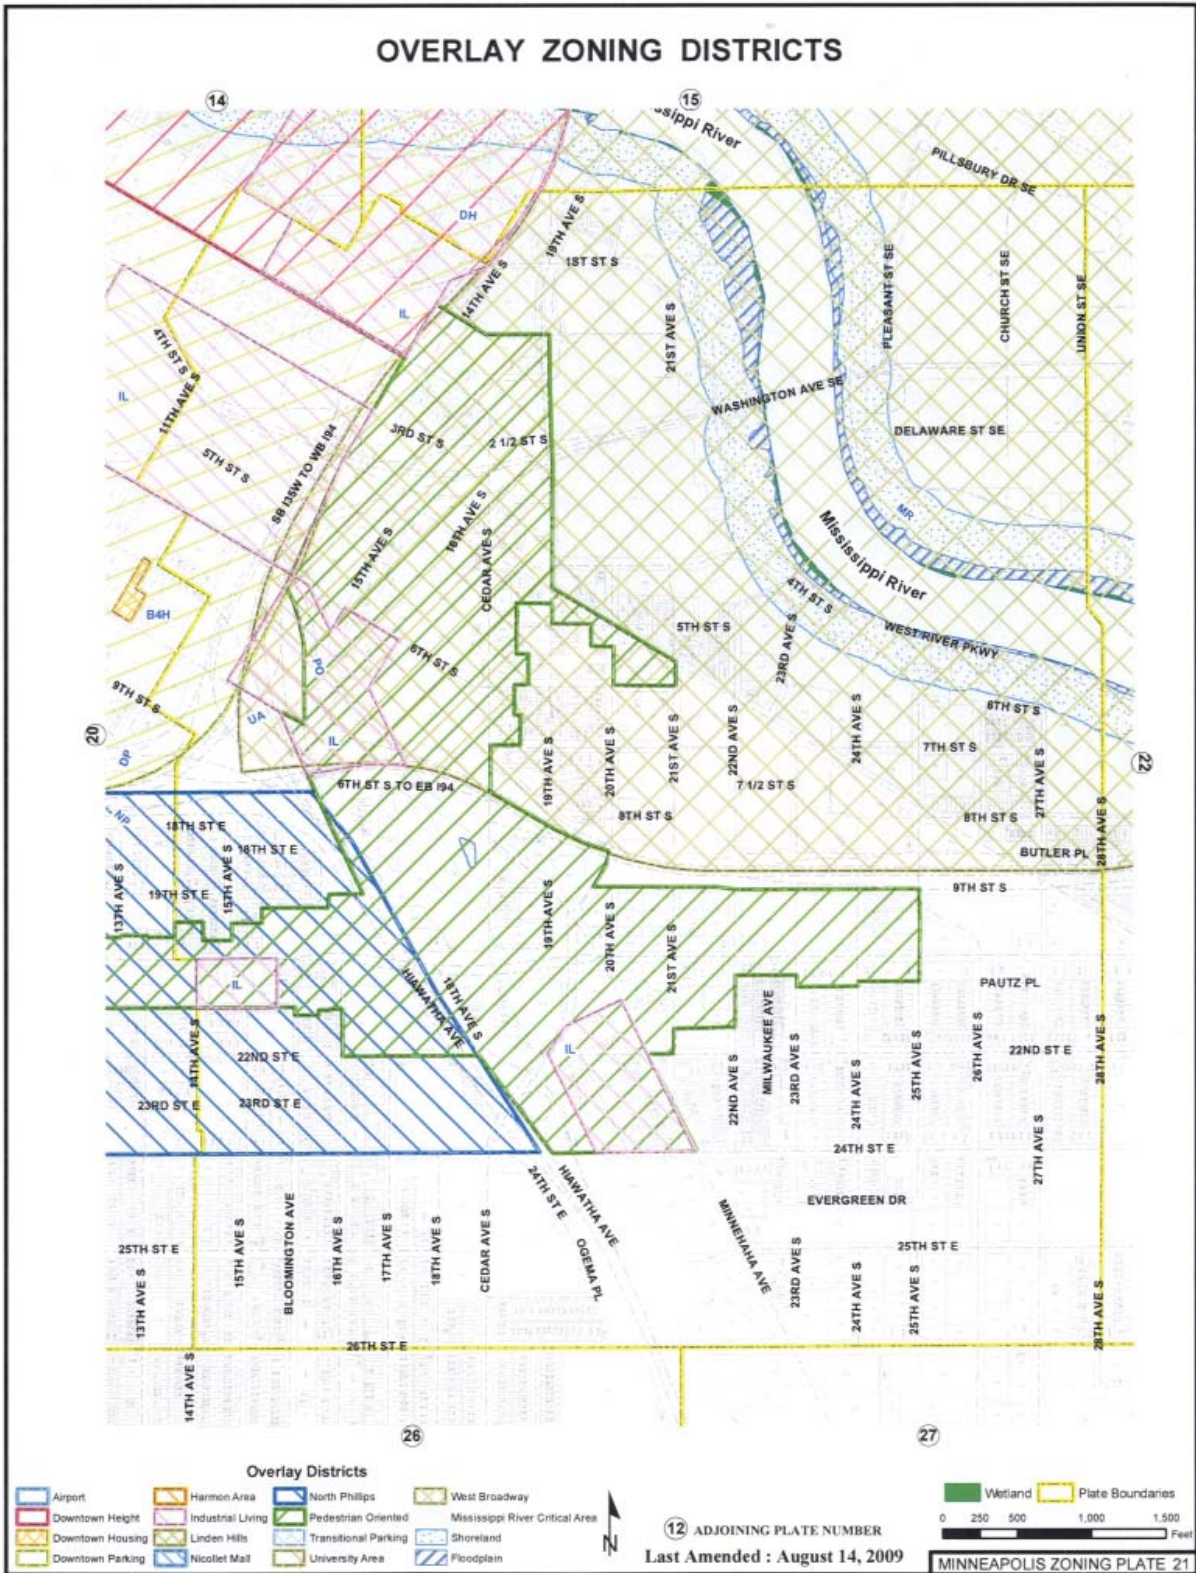 OVERLAY ZONING DISTRICTS
14
15
ssippi River
PILLSBURY DR SE
DH
19TH AVE S
1ST ST S
14TH AVE S
PLEASANT ST SE
CHURCH ST SE
UNION ST SE
IL
4TH ST S
11TH AVE S
IL
21ST AVE S
WASHINGTON AVE SE
DELAWARE ST SE
3RD ST S
2 1/2 ST S
5TH ST S
SB I35W TO WB I94
16TH AVE S
15TH AVE S
CEDAR AVE S
MR
Mississippi River
4TH ST S
B4H
5TH ST S
23RD AVE S
WEST RIVER PKWY
PO
6TH ST S
9TH ST S
UA
IL
6TH ST S
20
DP
19TH AVE S
20TH AVE S
21ST AVE S
22ND AVE S
24TH AVE S
7TH ST S
27TH AVE S
22
6TH ST S TO EB I94
7 1/2 ST S
NP
18TH ST E
8TH ST S
8TH ST S
28TH AVE S
18TH ST E
BUTLER PL
13TH AVE S
19TH ST E
15TH AVE S
9TH ST S
19TH AVE S
20TH AVE S
21ST AVE S
IL
HIAWATHA AVE
18TH AVE S
PAUTZ PL
MILWAUKEE AVE
14TH AVE S
22ND ST E
IL
22ND AVE S
23RD AVE S
24TH AVE S
25TH AVE S
26TH AVE S
22ND ST E
28TH AVE S
23RD ST E
23RD ST E
24TH ST E
27TH AVE S
24TH ST E
HIAWATHA AVE
EVERGREEN DR
25TH ST E
13TH AVE S
15TH AVE S
BLOOMINGTON AVE
16TH AVE S
17TH AVE S
18TH AVE S
CEDAR AVE S
OGEMA PL
MINNEHAHA AVE
23RD AVE S
24TH AVE S
25TH ST E
25TH AVE S
28TH AVE S
26TH ST E
14TH AVE S
26
27
Overlay Districts
Airport
Downtown Height
Downtown Housing
Downtown Parking
Harmon Area
Industrial Living
Linden Hills
Nicollet Mall
North Phillips
Pedestrian Oriented
Transitional Parking
University Area
West Broadway
Mississippi River Critical Area
Shoreland
Floodplain
N
12 ADJOINING PLATE NUMBER
Last Amended : August 14, 2009
Wetland
Plate Boundaries
0 250 500 1,000 1,500
Feet
MINNEAPOLIS ZONING PLATE 21